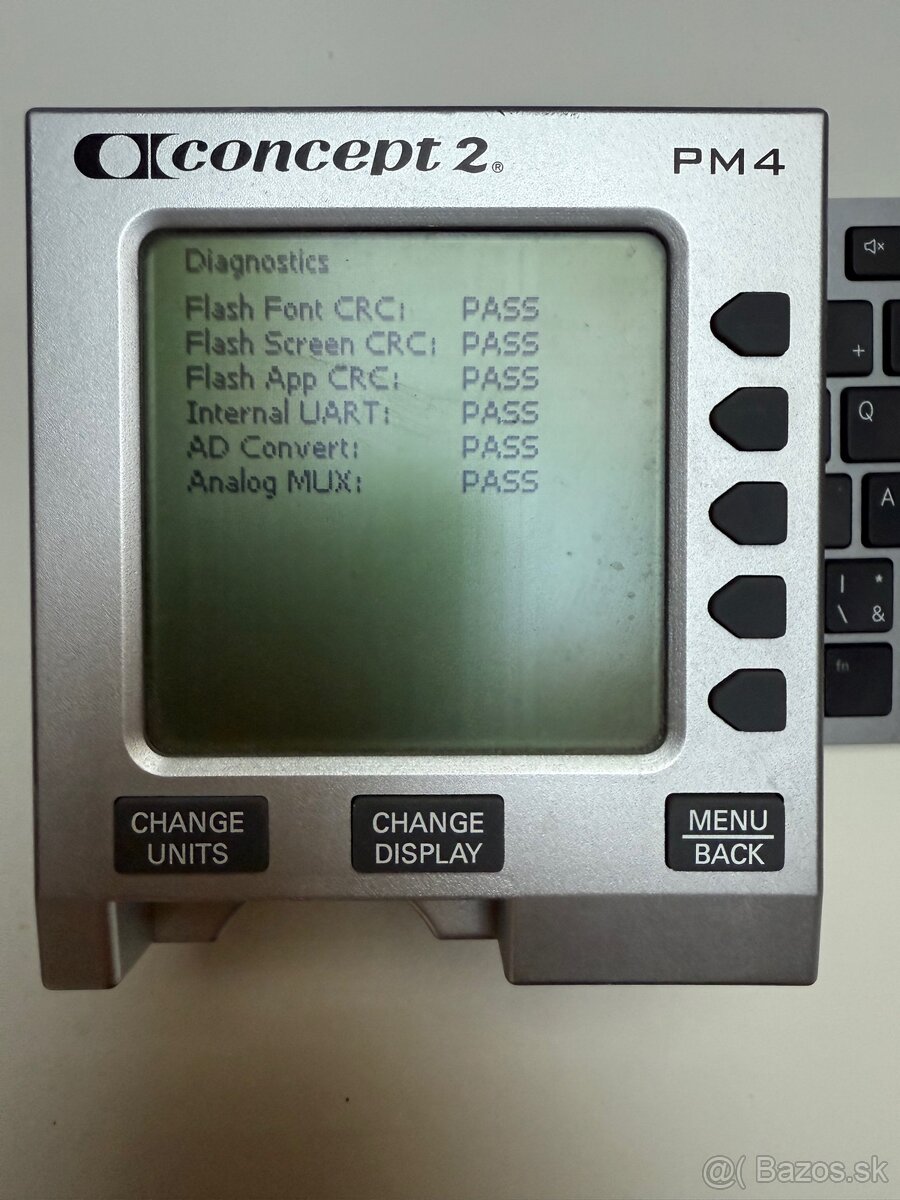 concept 2®
PM4
Diagnostics
Flash Font CRC: PASS
Flash Screen CRC: PASS
Flash App CRC: PASS
Internal UART: PASS
AD Convert: PASS
Analog MUX: PASS
+
Q
A
| *
\ &
fn
CHANGE UNITS
CHANGE DISPLAY
MENU
BACK
@( Bazos.sk